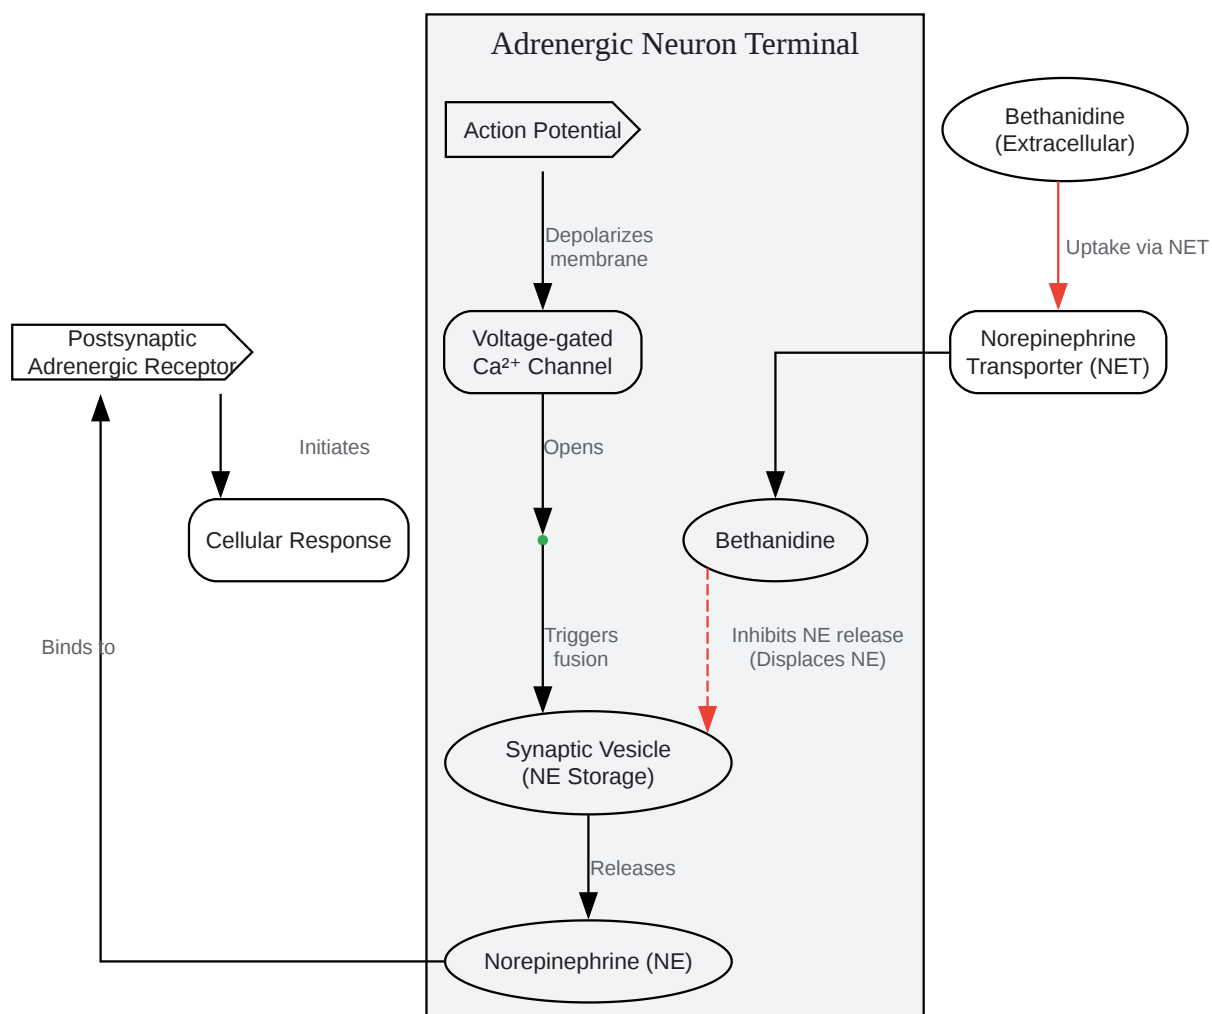 Adrenergic Neuron Terminal
Action Potential
Bethanidine
(Extracellular)
Depolarizes
membrane
Uptake via NET
Postsynaptic
Adrenergic Receptor
Voltage-gated
Ca²⁺ Channel
Norepinephrine
Transporter (NET)
Initiates
Opens
Cellular Response
Bethanidine
Binds to
Triggers
fusion
Inhibits NE release
(Displaces NE)
Synaptic Vesicle
(NE Storage)
Releases
Norepinephrine (NE)